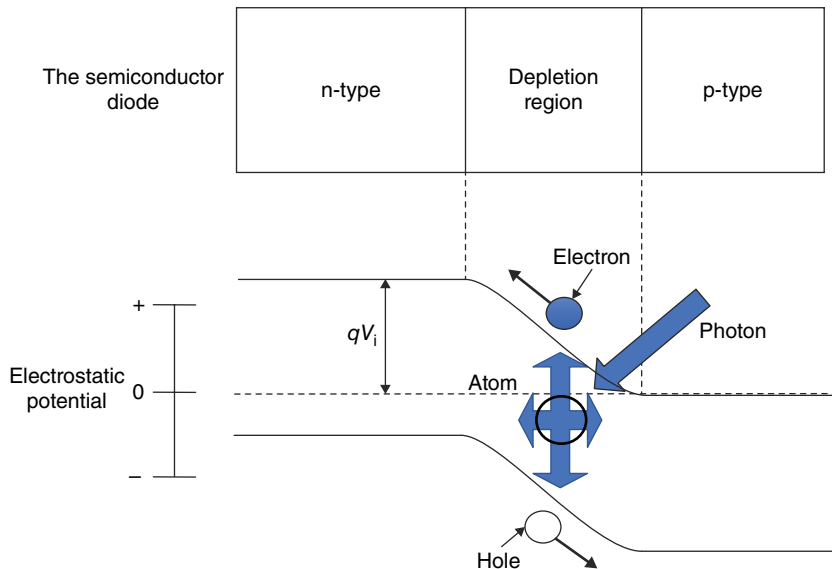 The semiconductor
diode
n-type
Depletion
region
p-type
Electron
+
qVi
Photon
Electrostatic
potential
0
Atom
−
Hole